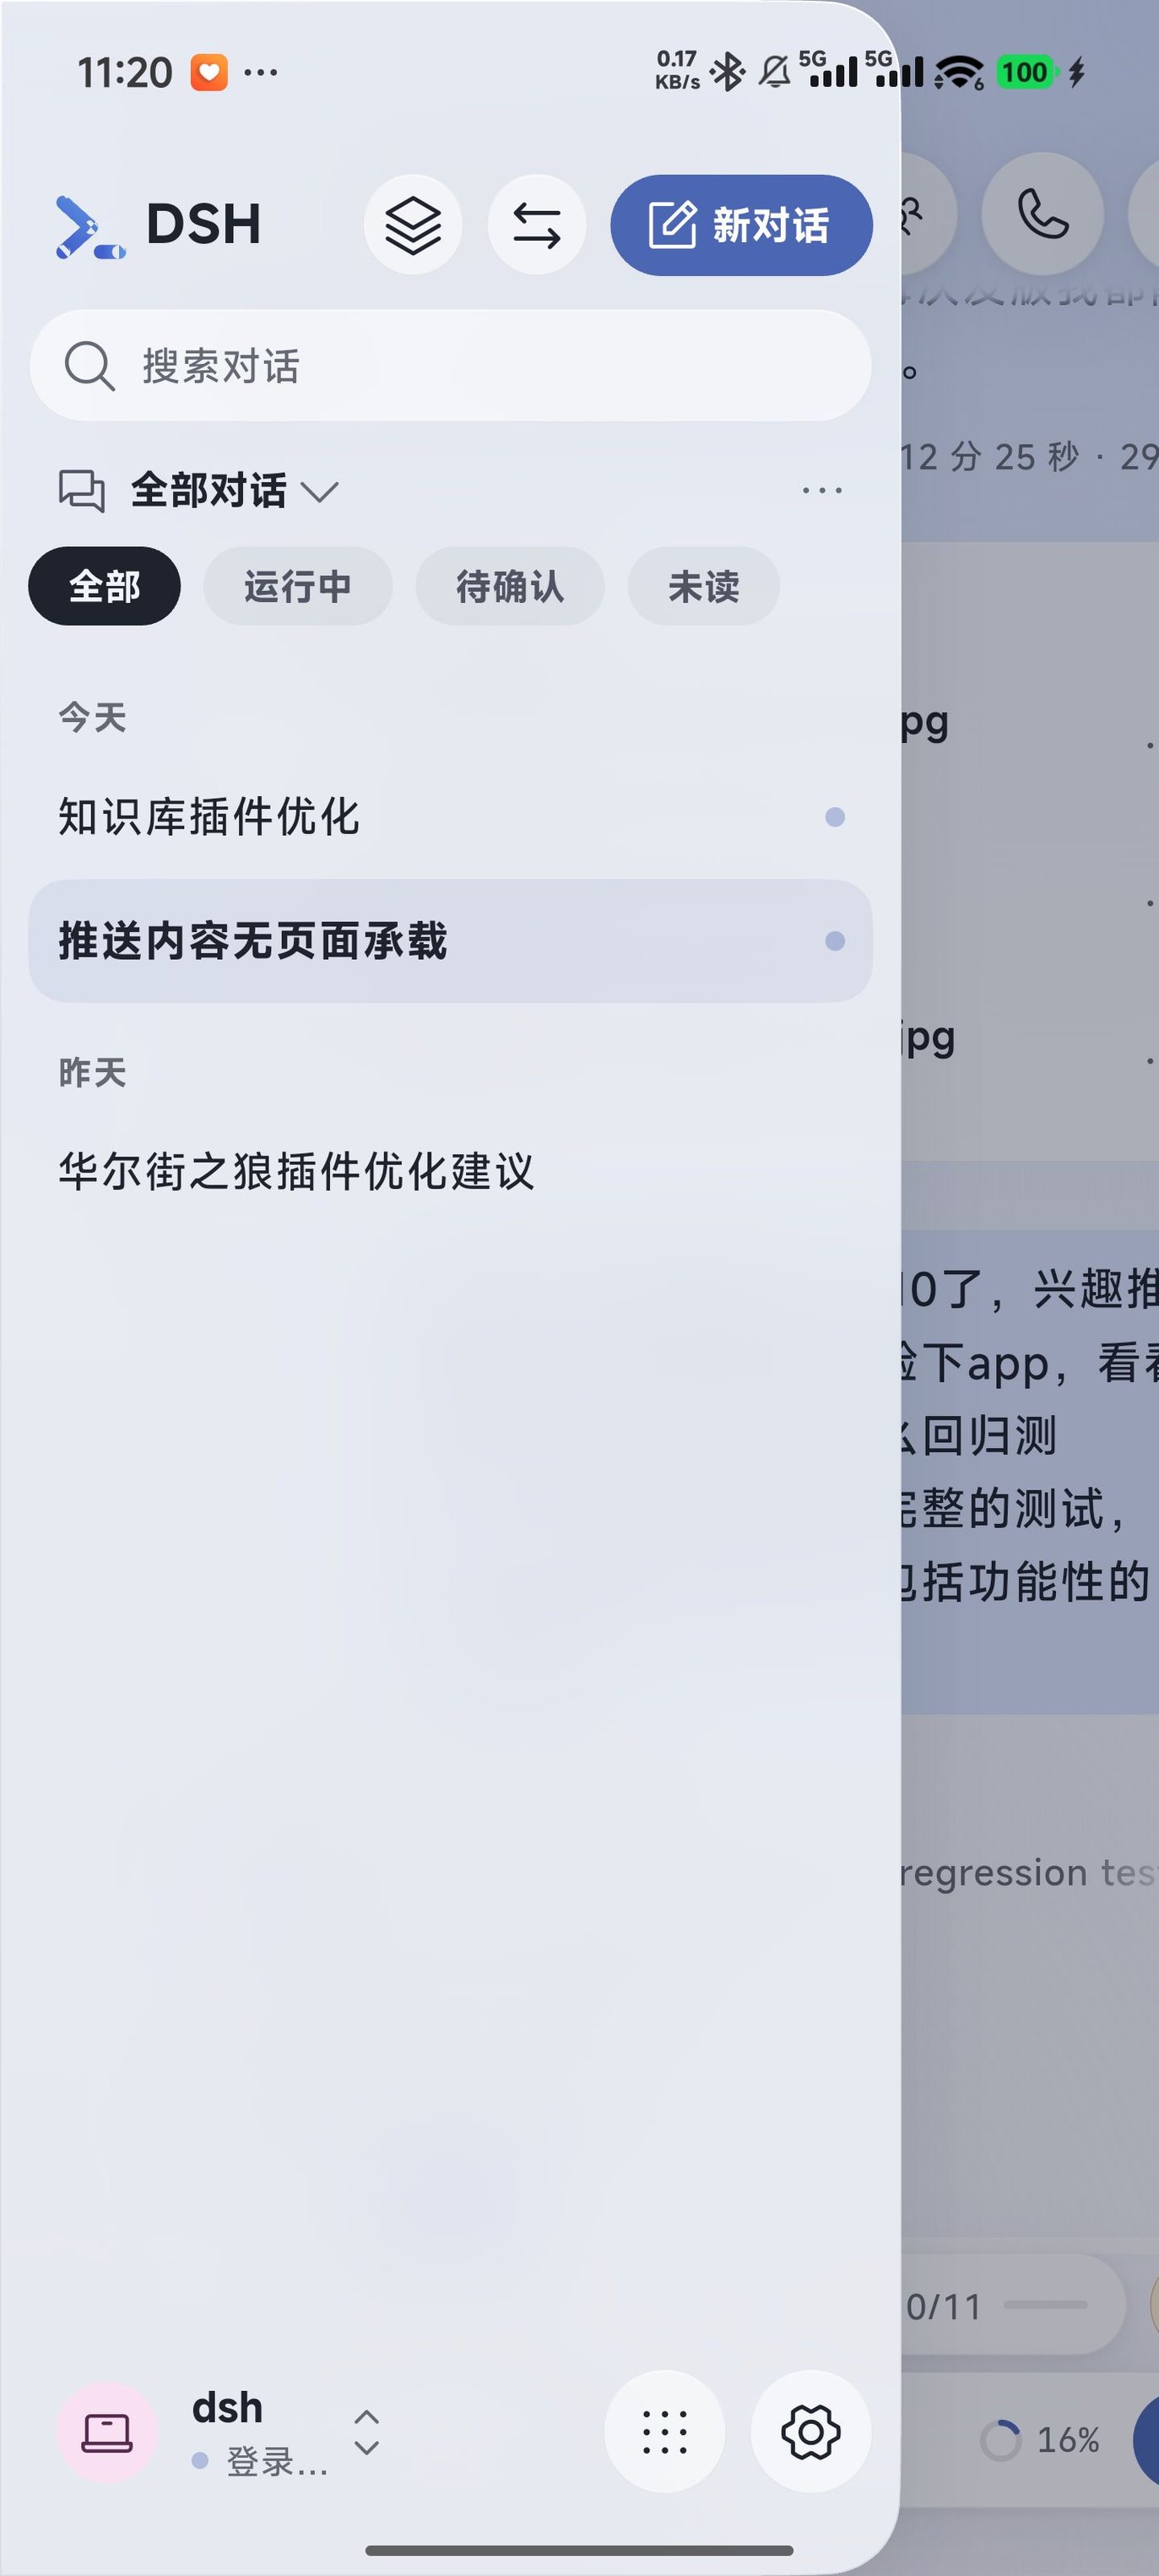 11:20
0.17
KB/s
5G
5G
6
100
DSH
新对话
搜索对话
。
12 分 25 秒 · 29
全部对话
全部
运行中
待确认
未读
今天
pg
知识库插件优化
推送内容无页面承载
昨天
jpg
华尔街之狼插件优化建议
10了，兴趣推
验下app，看看
么回归测
完整的测试，
包括功能性的
regression tes
0/11
dsh
登录...
16%